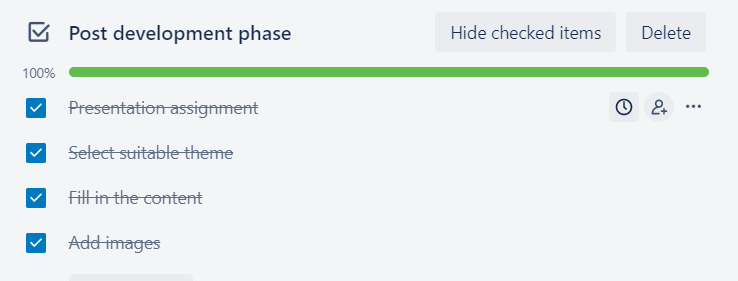 Post development phase
Hide checked items
Delete
100%
Presentation assignment
Select suitable theme
Fill in the content
Add images